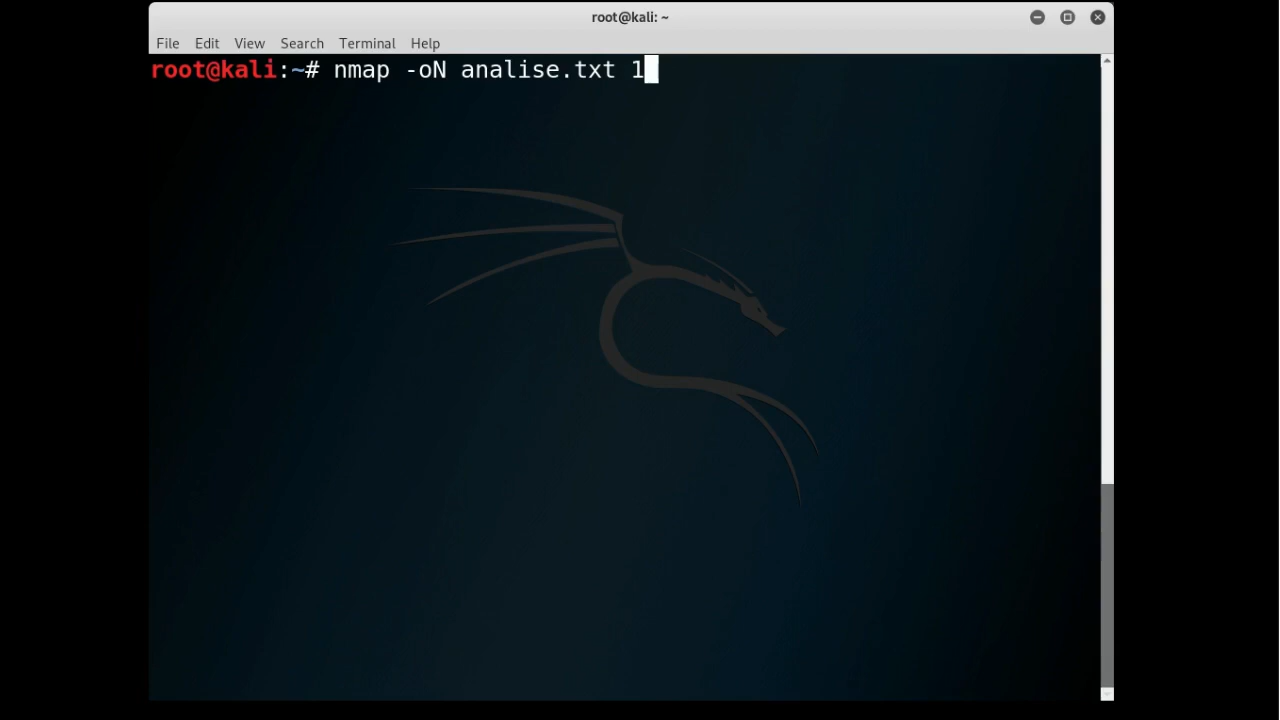 root@kali: ~
File Edit View Search Terminal Help
root@kali:~# nmap -oN analise.txt 1